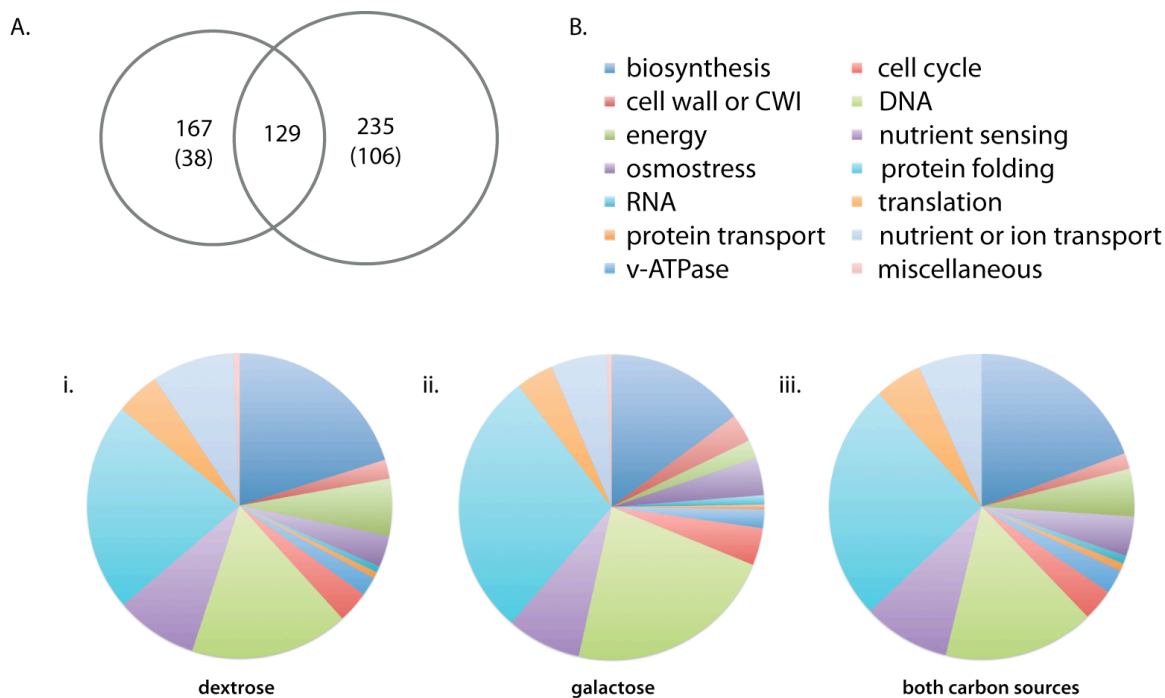 A.
167
(38)
129
235
(106)
B.
biosynthesis
cell wall or CWI
energy
osmostress
RNA
protein transport
v-ATPase
cell cycle
DNA
nutrient sensing
protein folding
translation
nutrient or ion transport
miscellaneous
i.
dextrose
ii.
galactose
iii.
both carbon sources